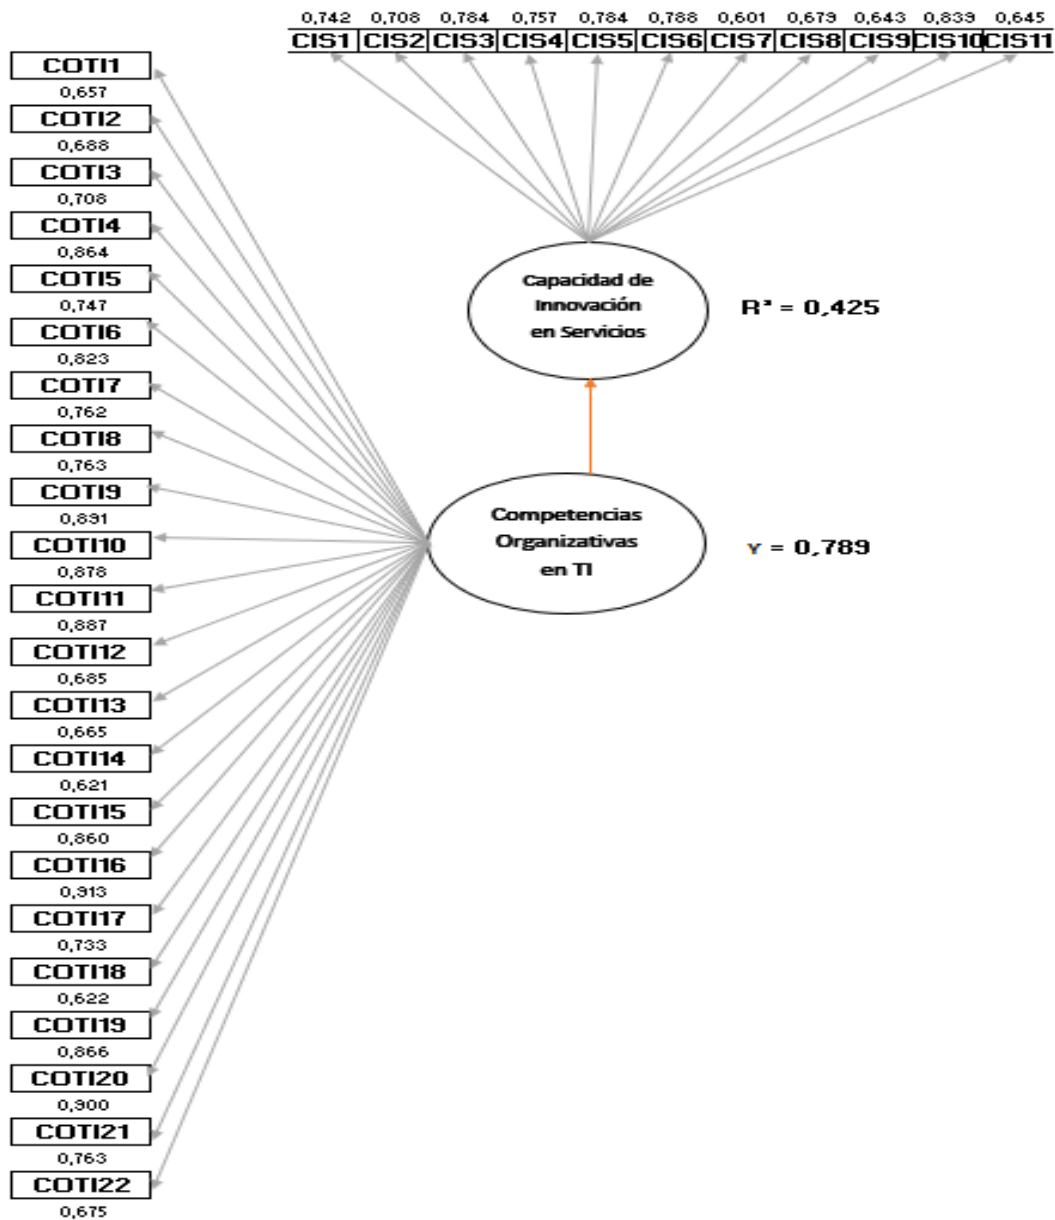 0,742 0,708 0,784 0,757 0,784 0,788 0,601 0,679 0,643 0,839 0,645
CIS1 CIS2 CIS3 CIS4 CIS5 CIS6 CIS7 CIS8 CIS9 CIS10 CIS11
COTI1
0,657
COTI2
0,688
COTI3
0,708
COTI4
0,864
COTI5
0,747
COTI6
0,823
COTI7
0,762
COTI8
0,763
COTI9
0,891
COTI10
0,878
COTI11
0,887
COTI12
0,685
COTI13
0,665
COTI14
0,621
COTI15
0,860
COTI16
0,913
COTI17
0,733
COTI18
0,622
COTI19
0,866
COTI20
0,900
COTI21
0,763
COTI22
0,675
Capacidad de
Innovación
en Servicios
R² = 0,425
Competencias
Organizativas
en TI
γ = 0,789